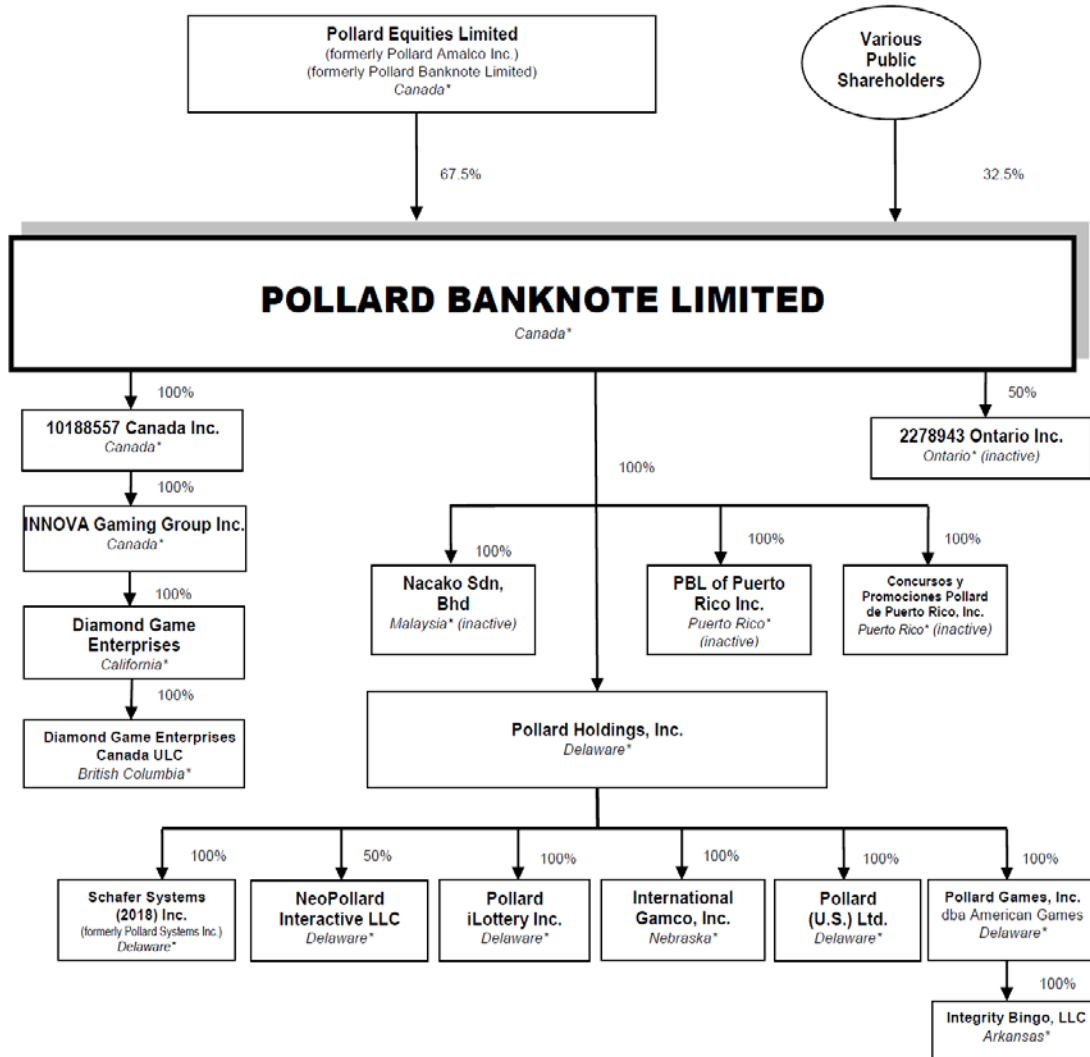 Pollard Equities Limited
(formerly Pollard Amalco Inc.)
(formerly Pollard Banknote Limited)
Canada*
Various
Public
Shareholders
67.5%
32.5%
POLLARD BANKNOTE LIMITED
Canada*
100%
50%
10188557 Canada Inc.
Canada*
2278943 Ontario Inc.
Ontario* (inactive)
100%
100%
INNOVA Gaming Group Inc.
Canada*
100%
100%
100%
Nacako Sdn,
Bhd
Malaysia* (inactive)
PBL of Puerto
Rico Inc.
Puerto Rico*
(inactive)
Concursos y
Promociones Pollard
de Puerto Rico, Inc.
Puerto Rico* (inactive)
100%
Diamond Game
Enterprises
California*
100%
Diamond Game Enterprises
Canada ULC
British Columbia*
Pollard Holdings, Inc.
Delaware*
100%
50%
100%
100%
100%
100%
Schafer Systems
(2018) Inc.
(formerly Pollard Systems Inc.)
Delaware*
NeoPollard
Interactive LLC
Delaware*
Pollard
iLottery Inc.
Delaware*
International
Gamco, Inc.
Nebraska*
Pollard
(U.S.) Ltd.
Delaware*
Pollard Games, Inc.
dba American Games
Delaware*
100%
Integrity Bingo, LLC
Arkansas*